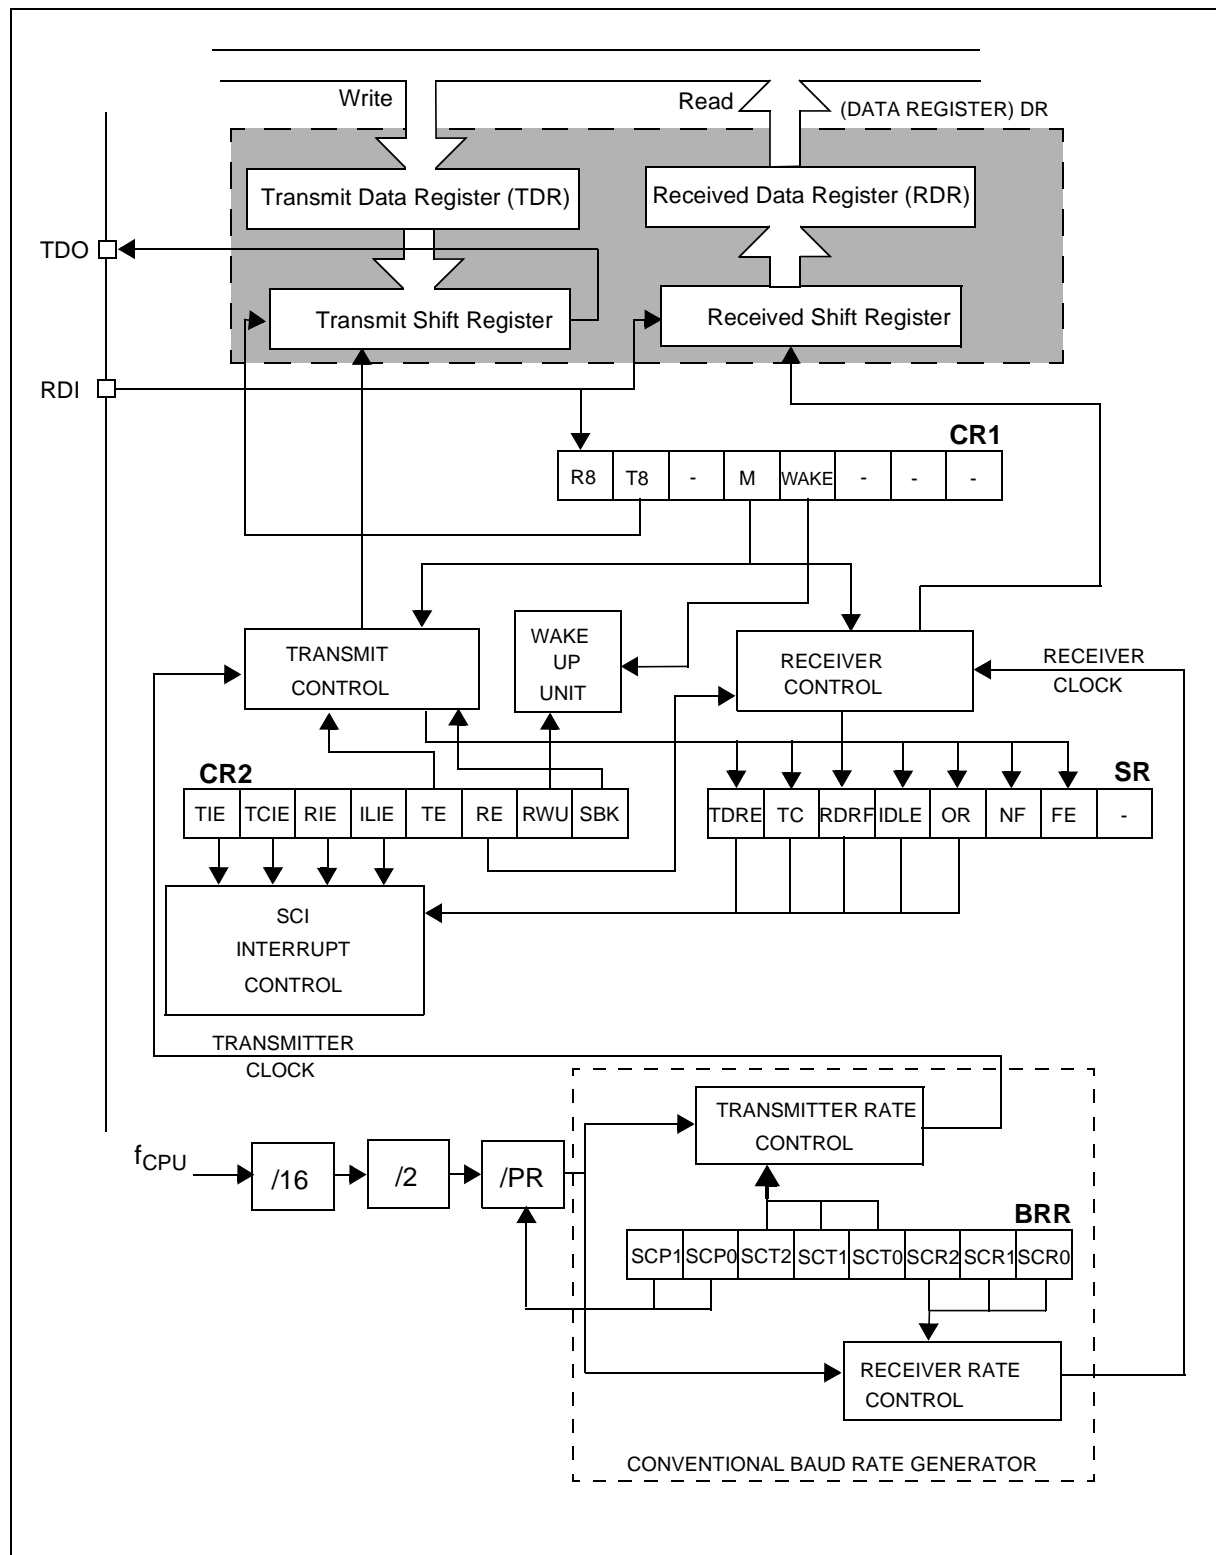 Write
Read
(DATA REGISTER) DR
Transmit Data Register (TDR)
Received Data Register (RDR)
TDO
Transmit Shift Register
Received Shift Register
RDI
CR1
R8 T8 - M WAKE - - -
TRANSMIT
CONTROL
WAKE
UP
UNIT
RECEIVER
CONTROL
RECEIVER
CLOCK
CR2
SR
TIE TCIE RIE ILIE TE RE RWU SBK
TDRE TC RDRF IDLE OR NF FE -
SCI
INTERRUPT
CONTROL
TRANSMITTER
CLOCK
TRANSMITTER RATE
CONTROL
fCPU
/16
/2
/PR
BRR
SCP1 SCP0 SCT2 SCT1 SCT0 SCR2 SCR1 SCR0
RECEIVER RATE
CONTROL
CONVENTIONAL BAUD RATE GENERATOR